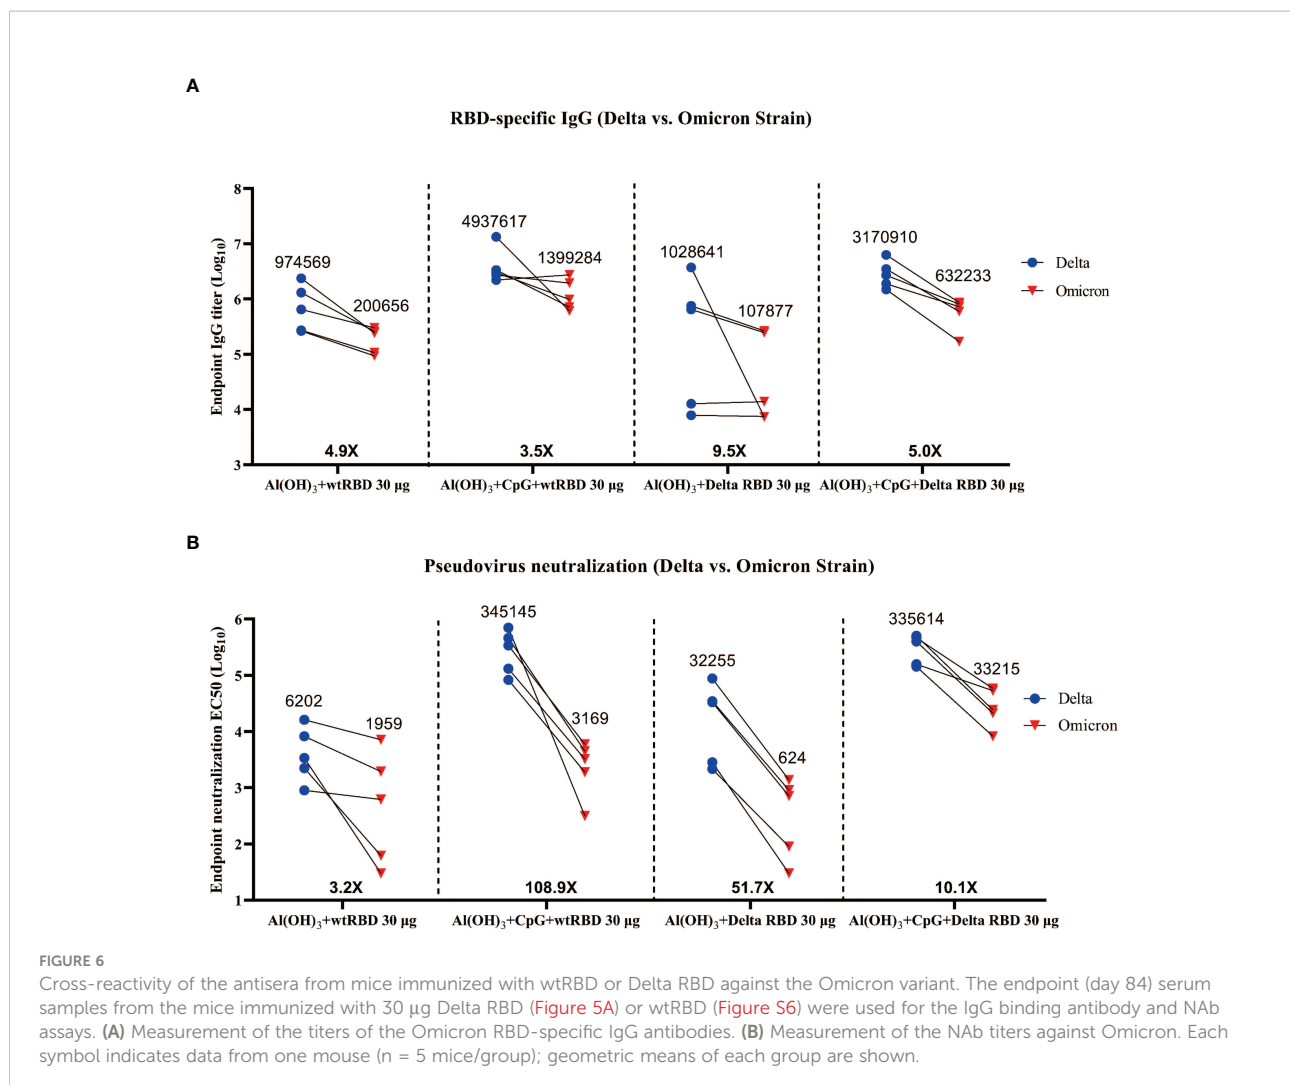 A
RBD-specific IgG (Delta vs. Omicron Strain)
Endpoint IgG titer (Log10)
8
7
6
5
4
3
974569
200656
4937617
1399284
1028641
107877
3170910
632233
Delta
Omicron
4.9X
3.5X
9.5X
5.0X
Al(OH)3+wtRBD 30 µg
Al(OH)3+CpG+wtRBD 30 µg
Al(OH)3+Delta RBD 30 µg
Al(OH)3+CpG+Delta RBD 30 µg
B
Pseudovirus neutralization (Delta vs. Omicron Strain)
Endpoint neutralization EC50 (Log10)
6
5
4
3
2
1
6202
1959
345145
3169
32255
624
335614
33215
Delta
Omicron
3.2X
108.9X
51.7X
10.1X
Al(OH)3+wtRBD 30 µg
Al(OH)3+CpG+wtRBD 30 µg
Al(OH)3+Delta RBD 30 µg
Al(OH)3+CpG+Delta RBD 30 µg
FIGURE 6
Cross-reactivity of the antisera from mice immunized with wtRBD or Delta RBD against the Omicron variant. The endpoint (day 84) serum
samples from the mice immunized with 30 µg Delta RBD (Figure 5A) or wtRBD (Figure S6) were used for the IgG binding antibody and NAb
assays. (A) Measurement of the titers of the Omicron RBD-specific IgG antibodies. (B) Measurement of the NAb titers against Omicron. Each
symbol indicates data from one mouse (n = 5 mice/group); geometric means of each group are shown.